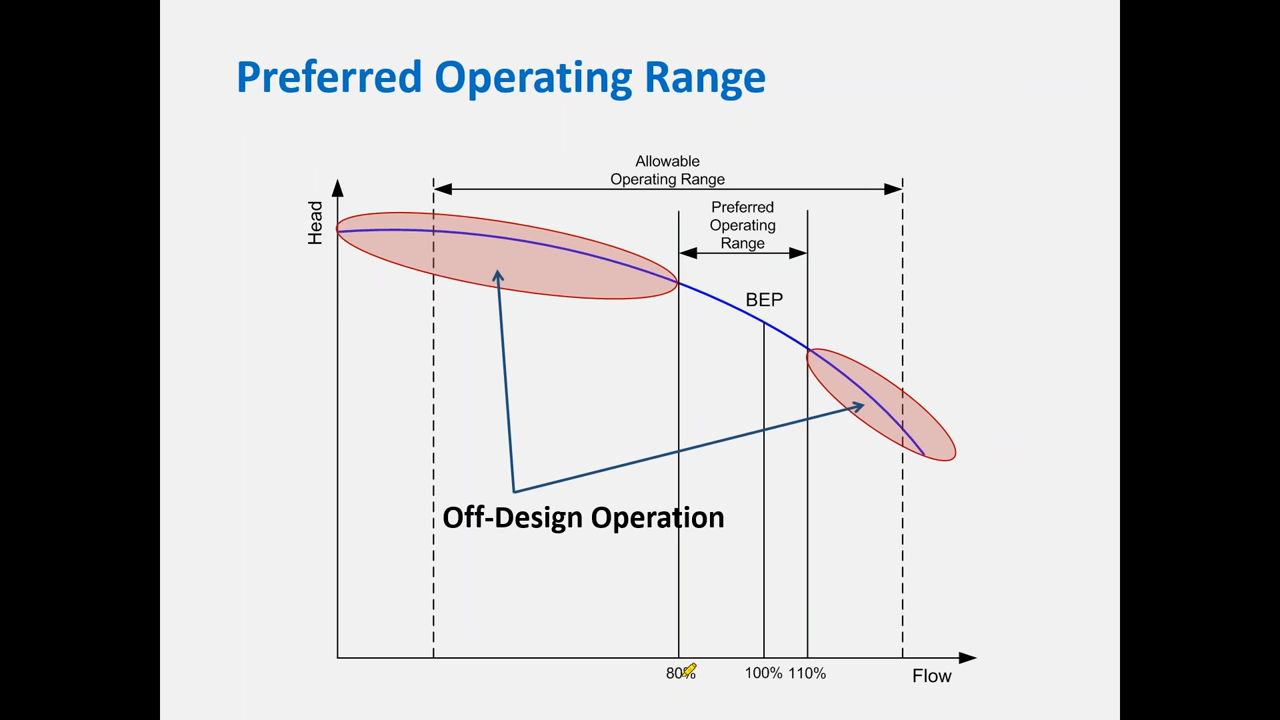 Preferred Operating Range
Allowable
Operating Range
Preferred
Operating
Range
Head
BEP
Off-Design Operation
80%
100%
110%
Flow